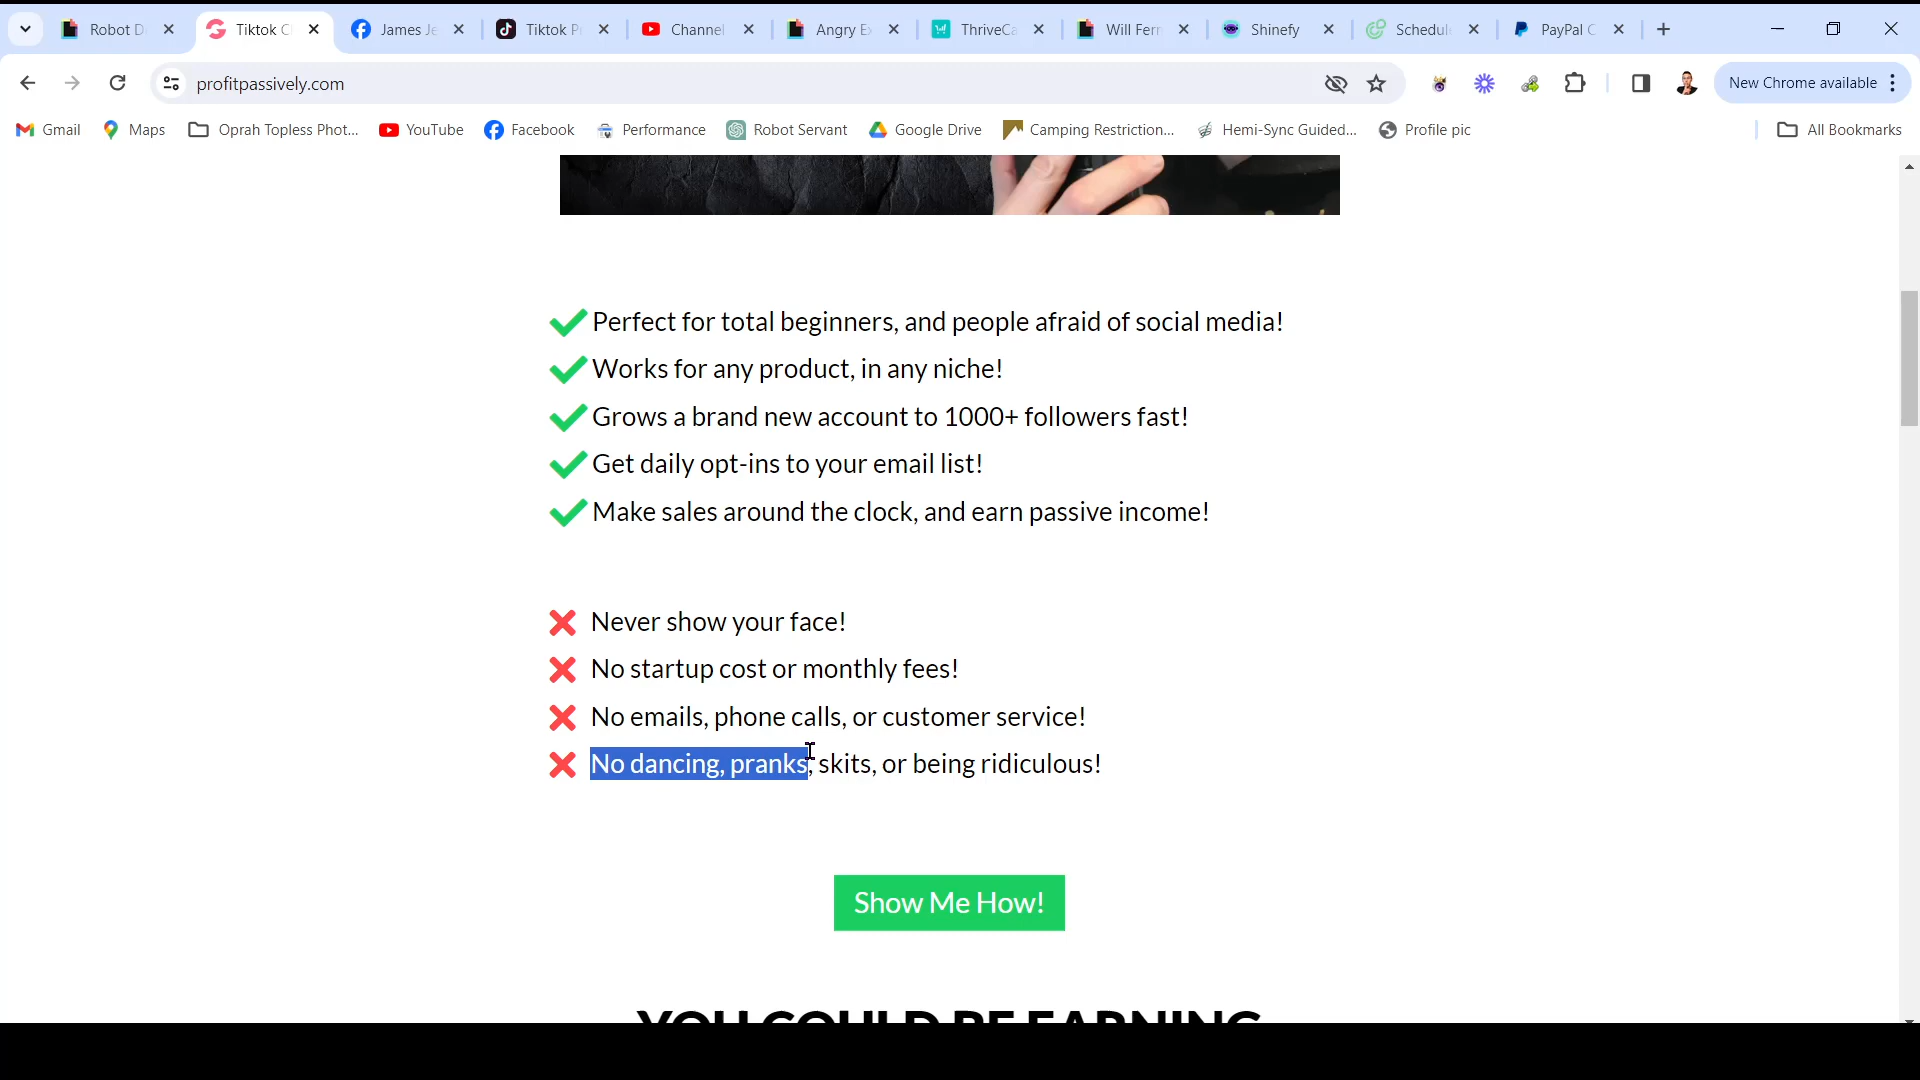 Robot D
Tiktok C
James Je
Tiktok P
Channel
Angry E
ThriveCa
Will Ferr
Shinefy
Schedul
PayPal C
profitpassively.com
New Chrome available
Gmail
Maps
Oprah Topless Phot...
YouTube
Facebook
Performance
Robot Servant
Google Drive
Camping Restriction...
Hemi-Sync Guided...
Profile pic
All Bookmarks
Perfect for total beginners, and people afraid of social media!
Works for any product, in any niche!
Grows a brand new account to 1000+ followers fast!
Get daily opt-ins to your email list!
Make sales around the clock, and earn passive income!
Never show your face!
No startup cost or monthly fees!
No emails, phone calls, or customer service!
No dancing, pranks, skits, or being ridiculous!
Show Me How!
YOU COULD BE EARNING